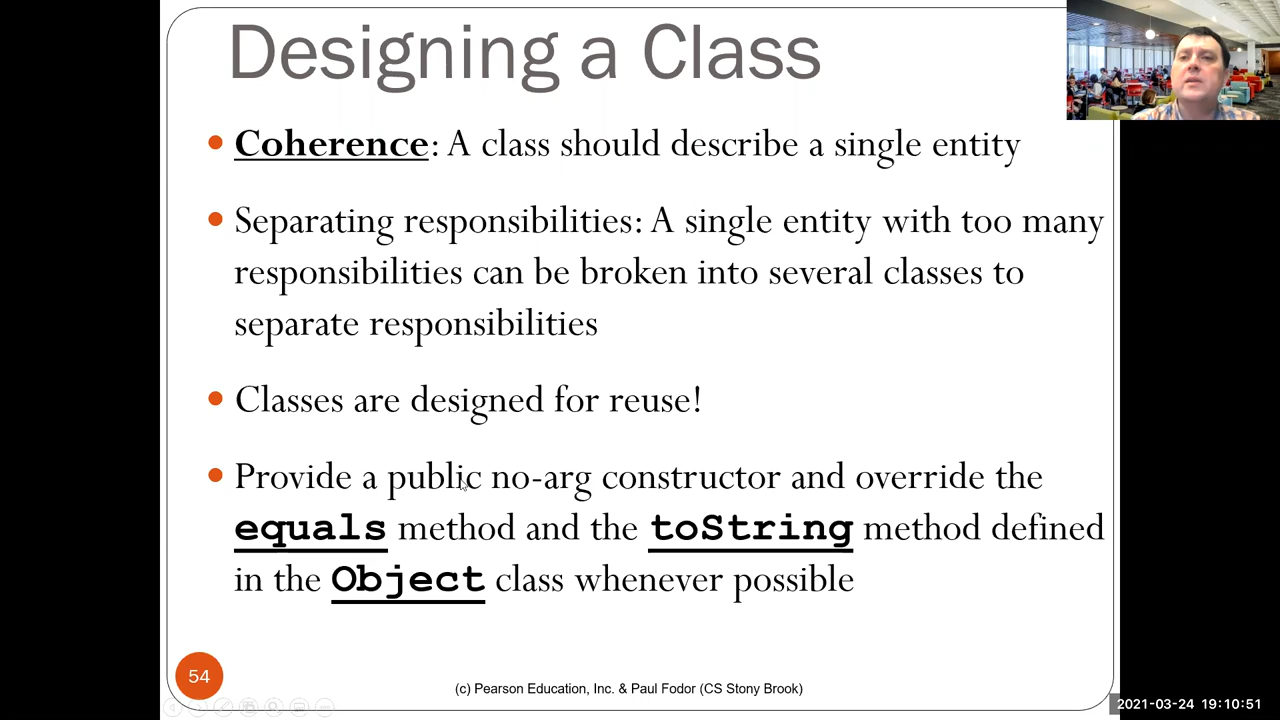 Designing a Class
• Coherence: A class should describe a single entity
• Separating responsibilities: A single entity with too many
responsibilities can be broken into several classes to
separate responsibilities
• Classes are designed for reuse!
• Provide a public no-arg constructor and override the
equals method and the toString method defined
in the Object class whenever possible
54
(c) Pearson Education, Inc. & Paul Fodor (CS Stony Brook)
2021-03-24 19:10:51